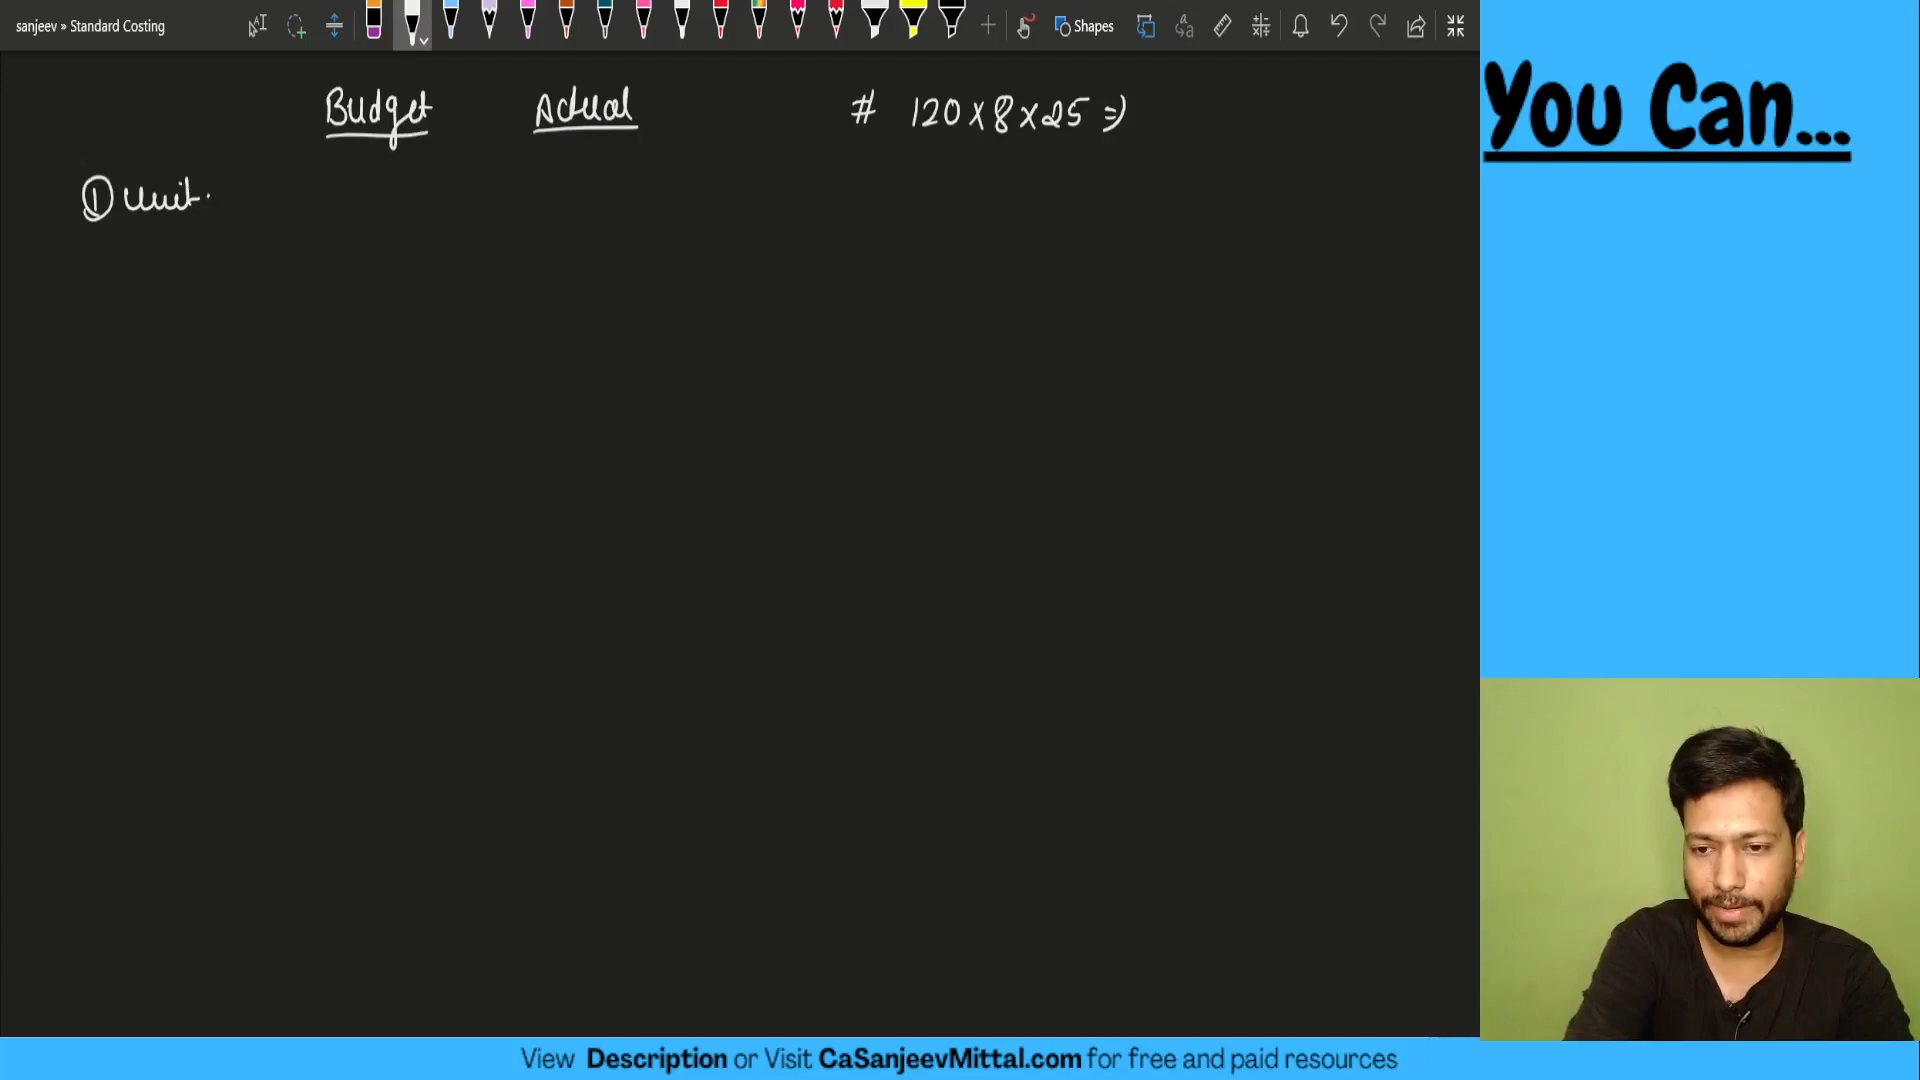 sanjeev » Standard Costing
Shapes
You Can...
Budget Actual # 120 x 8 x 25 =>
① Unit.
View Description or Visit CaSanjeevMittal.com for free and paid resources